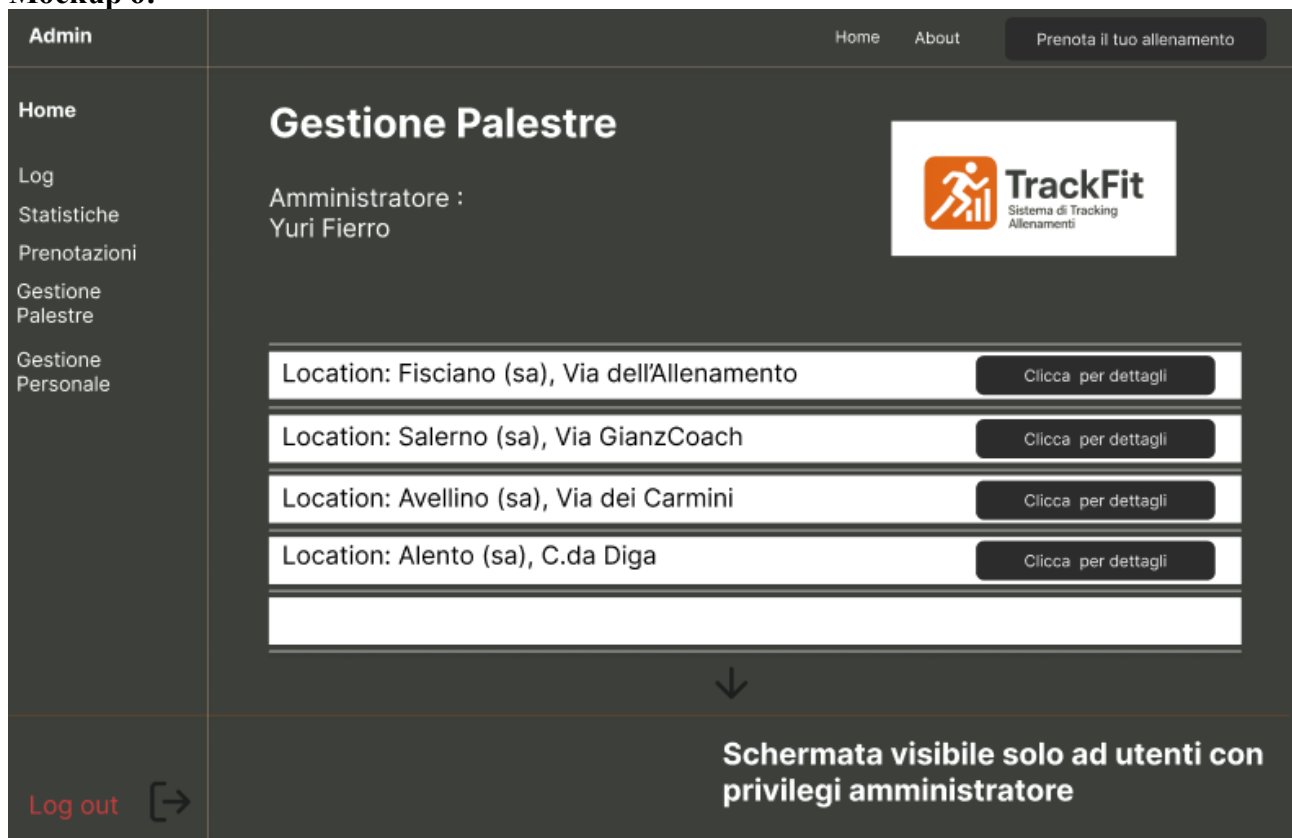 Mockup 6:
Admin
Home
About
Prenota il tuo allenamento
Home
Log
Statistiche
Prenotazioni
Gestione
Palestre
Gestione
Personale
Gestione Palestre
Amministratore :
Yuri Fierro
TrackFit
Sistema di Tracking
Allenamenti
Location: Fisciano (sa), Via dell'Allenamento
Clicca per dettagli
Location: Salerno (sa), Via GianzCoach
Clicca per dettagli
Location: Avellino (sa), Via dei Carmini
Clicca per dettagli
Location: Alento (sa), C.da Diga
Clicca per dettagli
Schermata visibile solo ad utenti con
privilegi amministratore
Log out